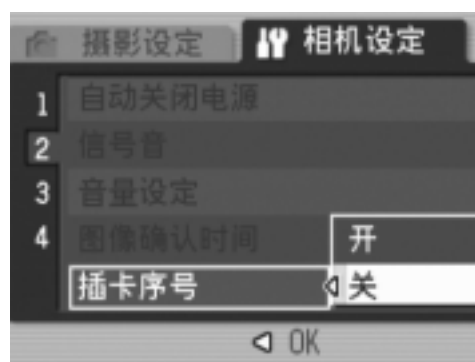 摄影设定 相机设定
1 自动关闭电源
2 信号音
3 音量设定
4 图像确认时间 开
插卡序号 关
OK